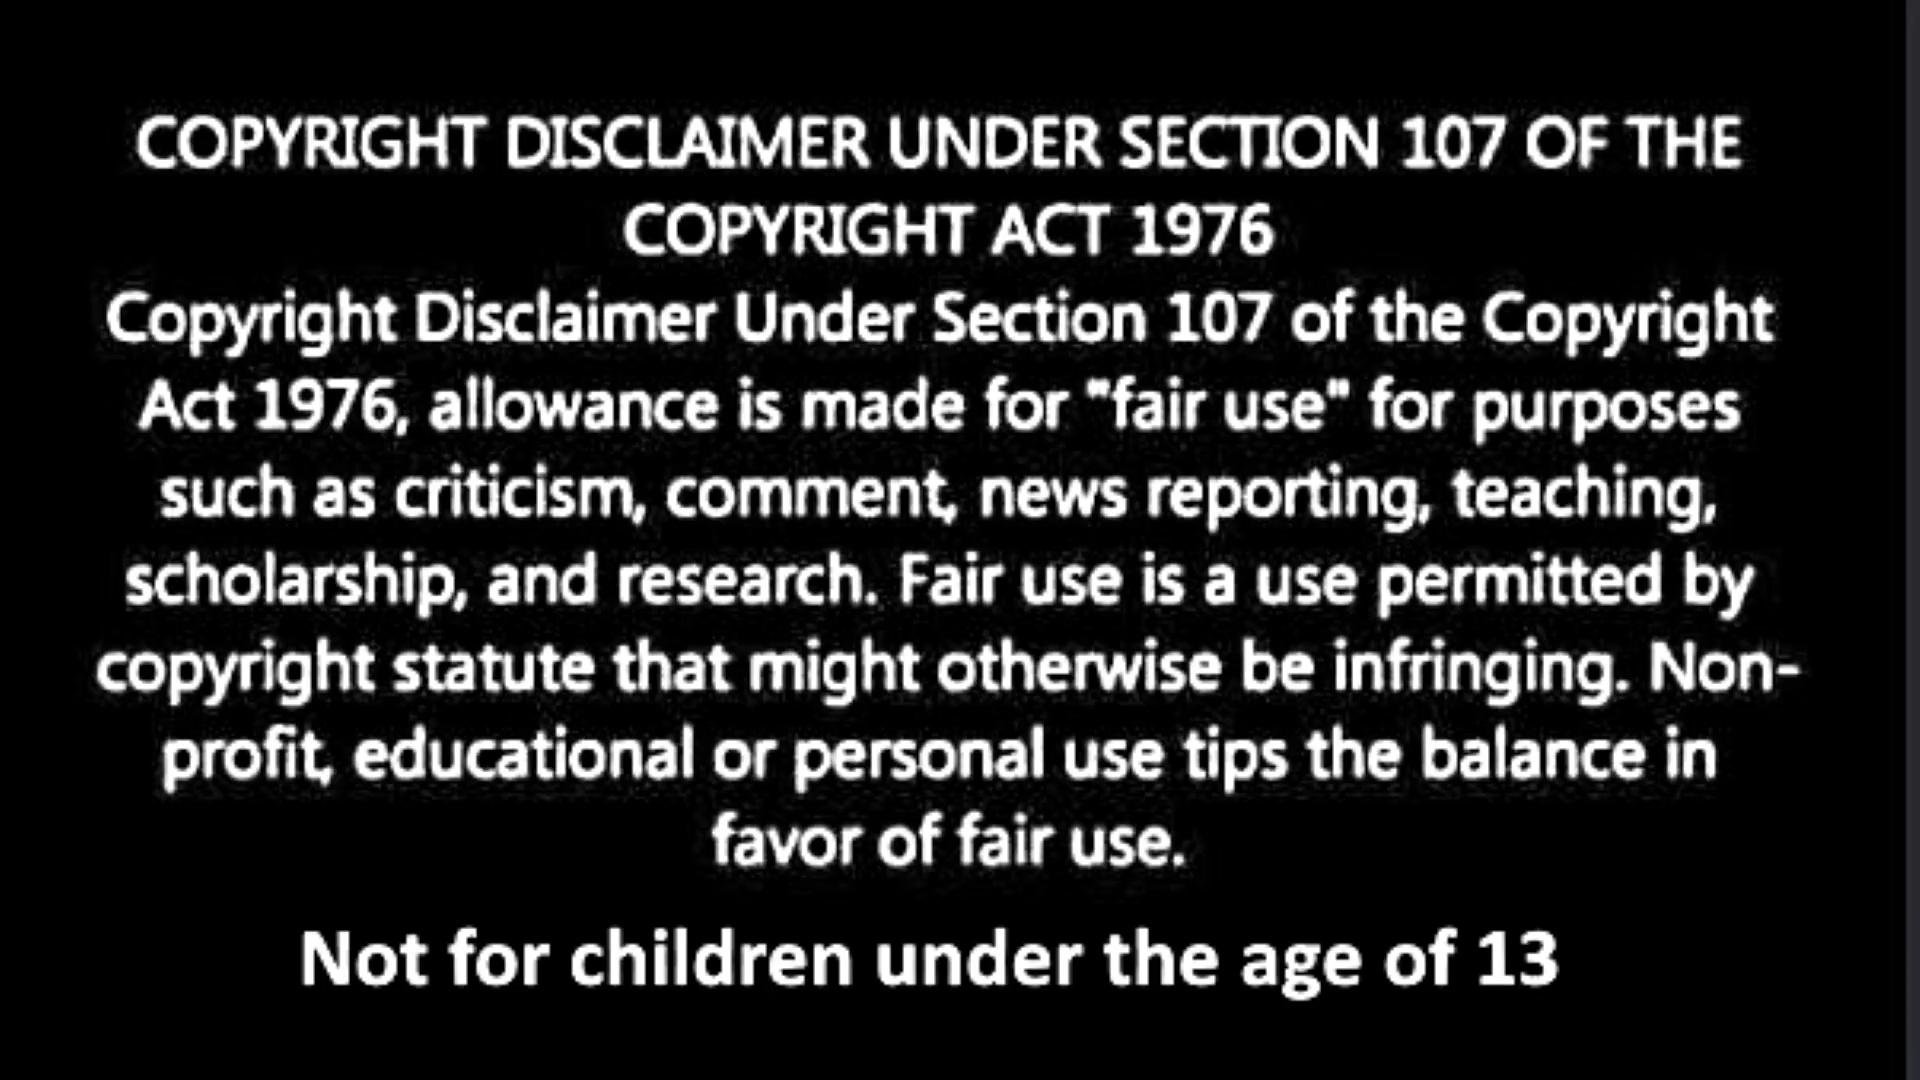 COPYRIGHT DISCLAIMER UNDER SECTION 107 OF THE
COPYRIGHT ACT 1976
Copyright Disclaimer Under Section 107 of the Copyright
Act 1976, allowance is made for "fair use" for purposes
such as criticism, comment, news reporting, teaching,
scholarship, and research. Fair use is a use permitted by
copyright statute that might otherwise be infringing. Non-
profit, educational or personal use tips the balance in
favor of fair use.
Not for children under the age of 13